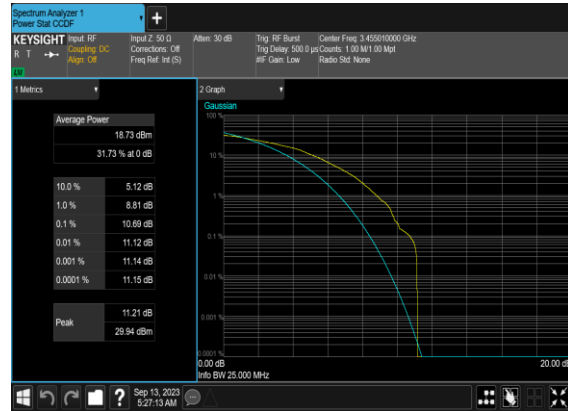 Spectrum Analyzer 1
Power Stat CCDF
KEYSIGHT
R T
LV
Input: RF
Coupling: DC
Align: Off
Input Z: 50 Ω
Corrections: Off
Freq Ref: Int (S)
Atten: 30 dB
Trig: RF Burst
Trig Delay: 500.0 µs
#IF Gain: Low
Center Freq: 3.455010000 GHz
Counts: 1.00 M/1.00 Mpt
Radio Std: None
1 Metrics
Average Power
18.73 dBm
31.73 % at 0 dB
10.0 % 5.12 dB
1.0 % 8.81 dB
0.1 % 10.69 dB
0.01 % 11.12 dB
0.001 % 11.14 dB
0.0001 % 11.15 dB
Peak
11.21 dB
29.94 dBm
2 Graph
Gaussian
100 %
10 %
1 %
0.1 %
0.01 %
0.001 %
0.0001 %
0.00 dB
20.00 dB
Info BW 25.000 MHz
?
Sep 13, 2023
5:27:13 AM